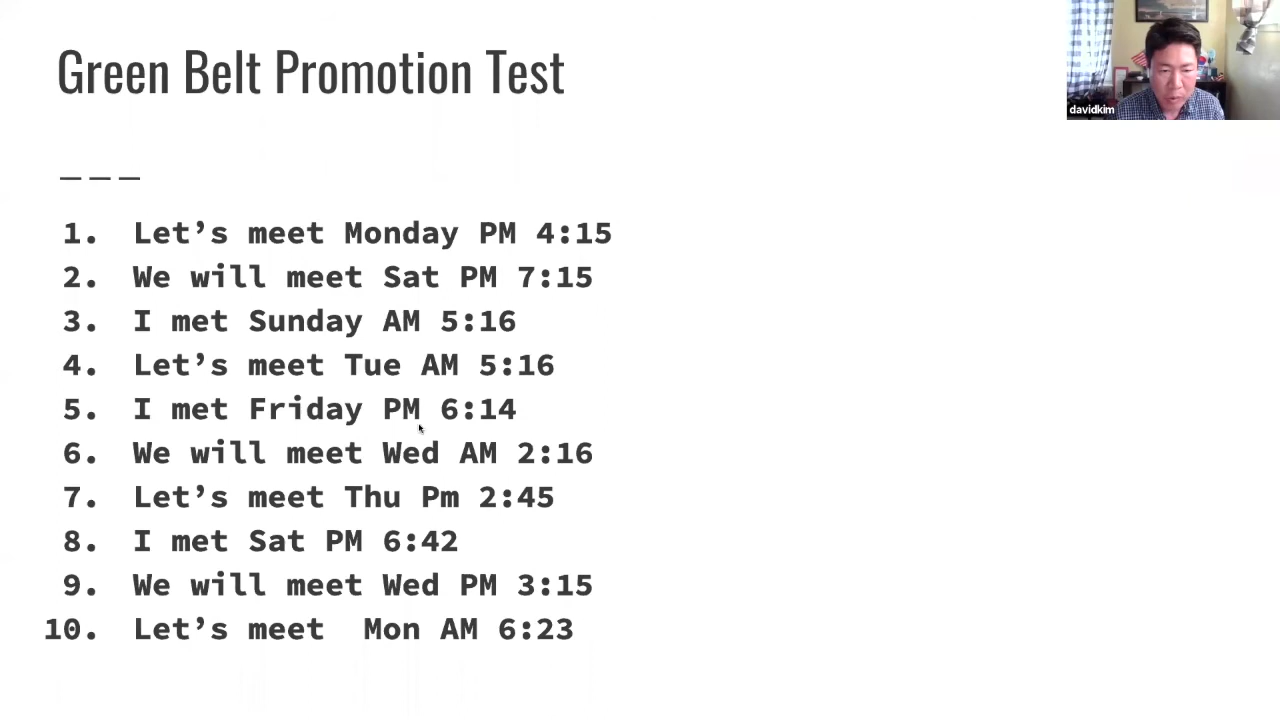 Green Belt Promotion Test
davidkim
1. Let's meet Monday PM 4:15
2. We will meet Sat PM 7:15
3. I met Sunday AM 5:16
4. Let's meet Tue AM 5:16
5. I met Friday PM 6:14
6. We will meet Wed AM 2:16
7. Let's meet Thu Pm 2:45
8. I met Sat PM 6:42
9. We will meet Wed PM 3:15
10. Let's meet  Mon AM 6:23